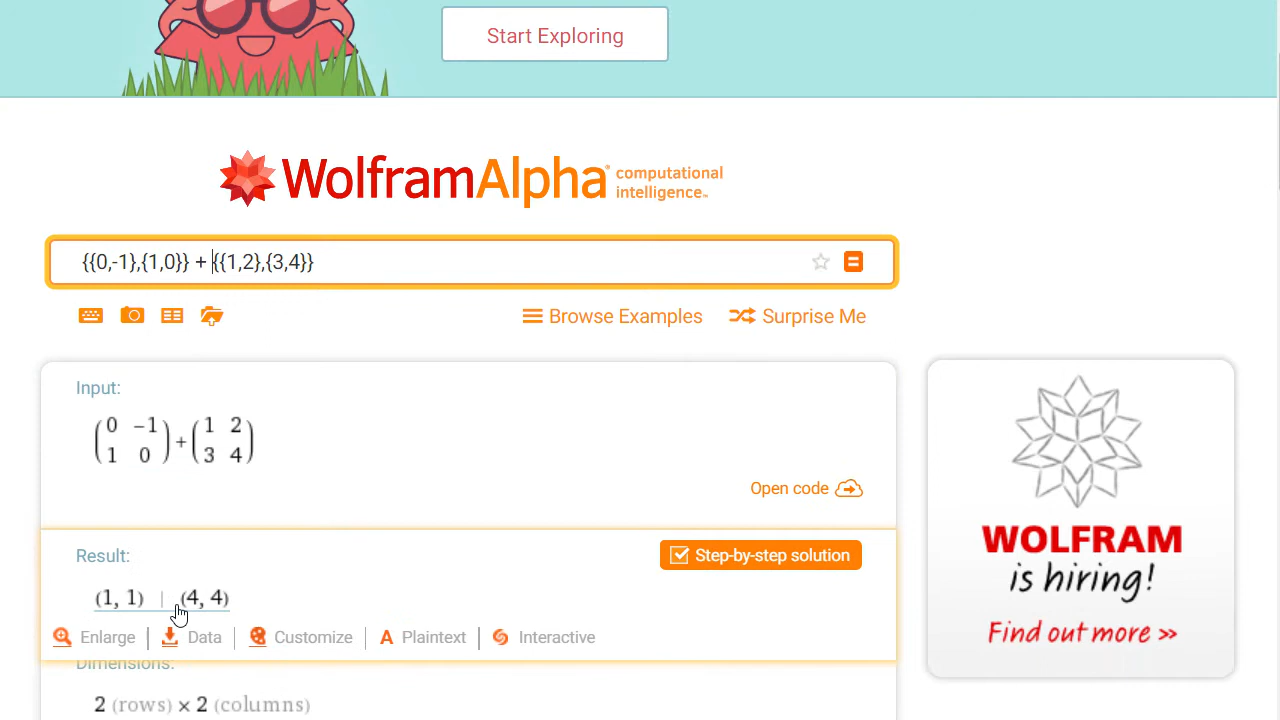 Start Exploring
WolframAlpha computational intelligence™
{{0,-1},{1,0}} + {{1,2},{3,4}}
Browse Examples Surprise Me
Input:
(0 −1
1 0) + (1 2
3 4)
Open code
Result:
Step-by-step solution
(1, 1) | (4, 4)
Enlarge | Data | Customize | A Plaintext | Interactive
Dimensions:
2 (rows) × 2 (columns)
WOLFRAM
is hiring!
Find out more >>